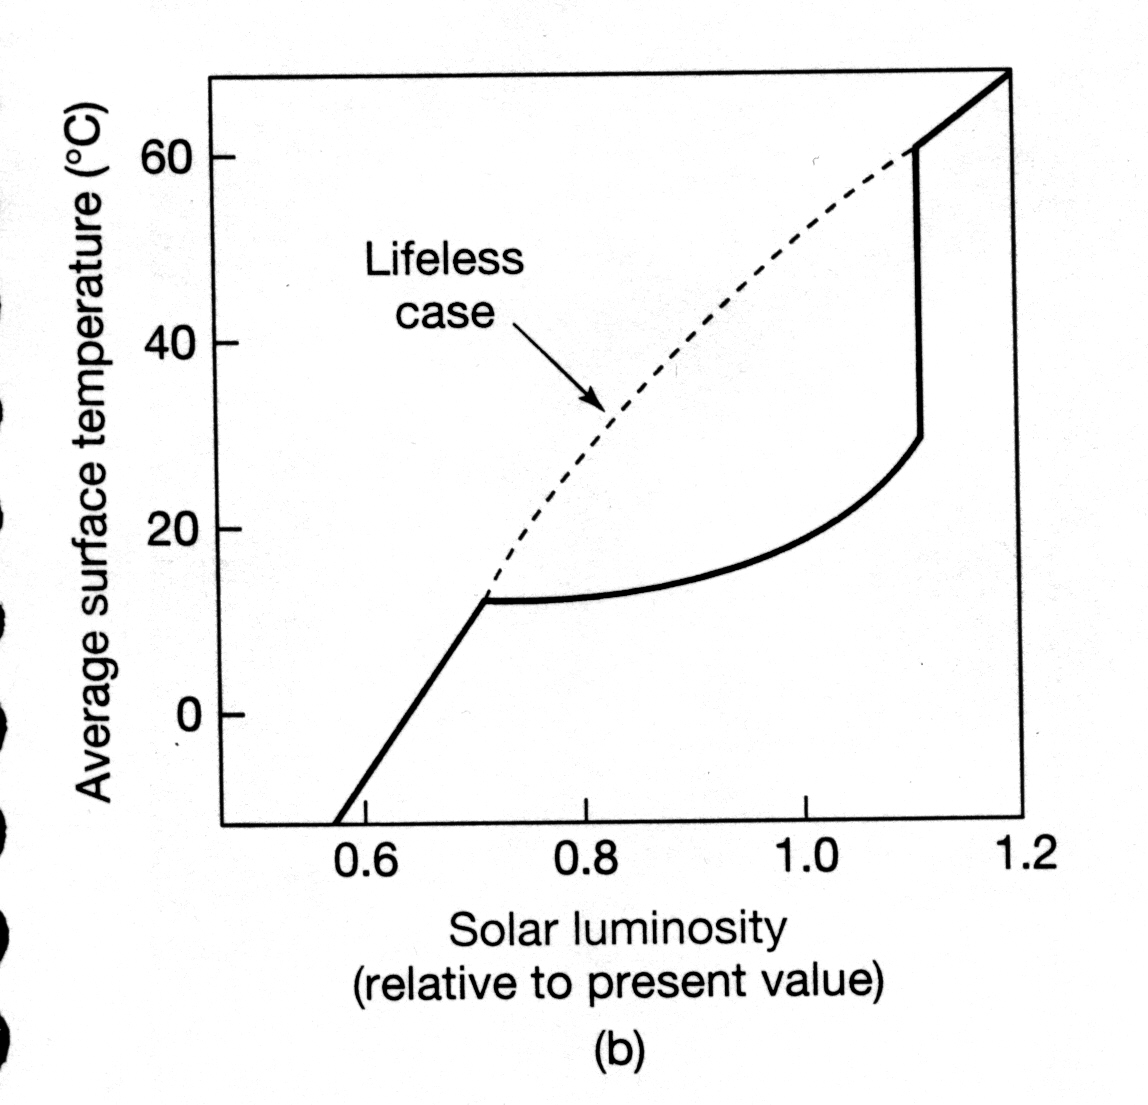 Average surface temperature (°C)
60
40
20
0
Lifeless
case
0.6
0.8
1.0
1.2
Solar luminosity
(relative to present value)
(b)